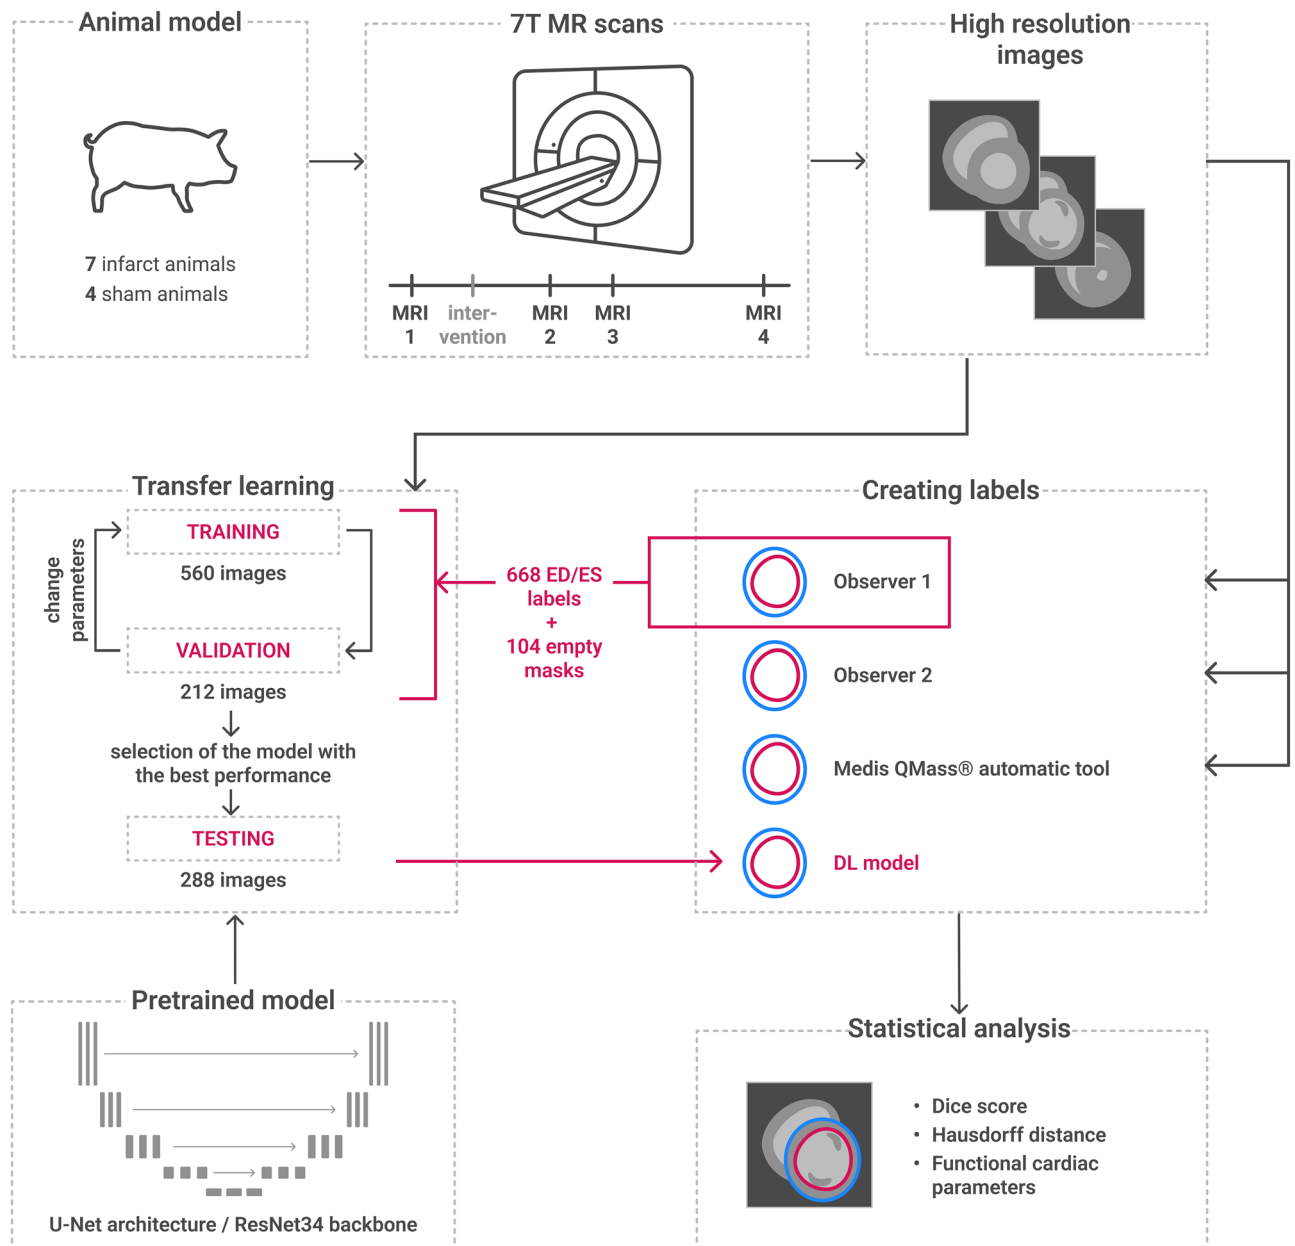 Animal model
7 infarct animals
4 sham animals
7T MR scans
MRI
1
inter-
vention
MRI
2
MRI
3
MRI
4
High resolution
images
Transfer learning
change
parameters
TRAINING
560 images
VALIDATION
212 images
selection of the model with
the best performance
TESTING
288 images
668 ED/ES
labels
+
104 empty
masks
Creating labels
Observer 1
Observer 2
Medis QMass® automatic tool
DL model
Pretrained model
U-Net architecture / ResNet34 backbone
Statistical analysis
• Dice score
• Hausdorff distance
• Functional cardiac
parameters